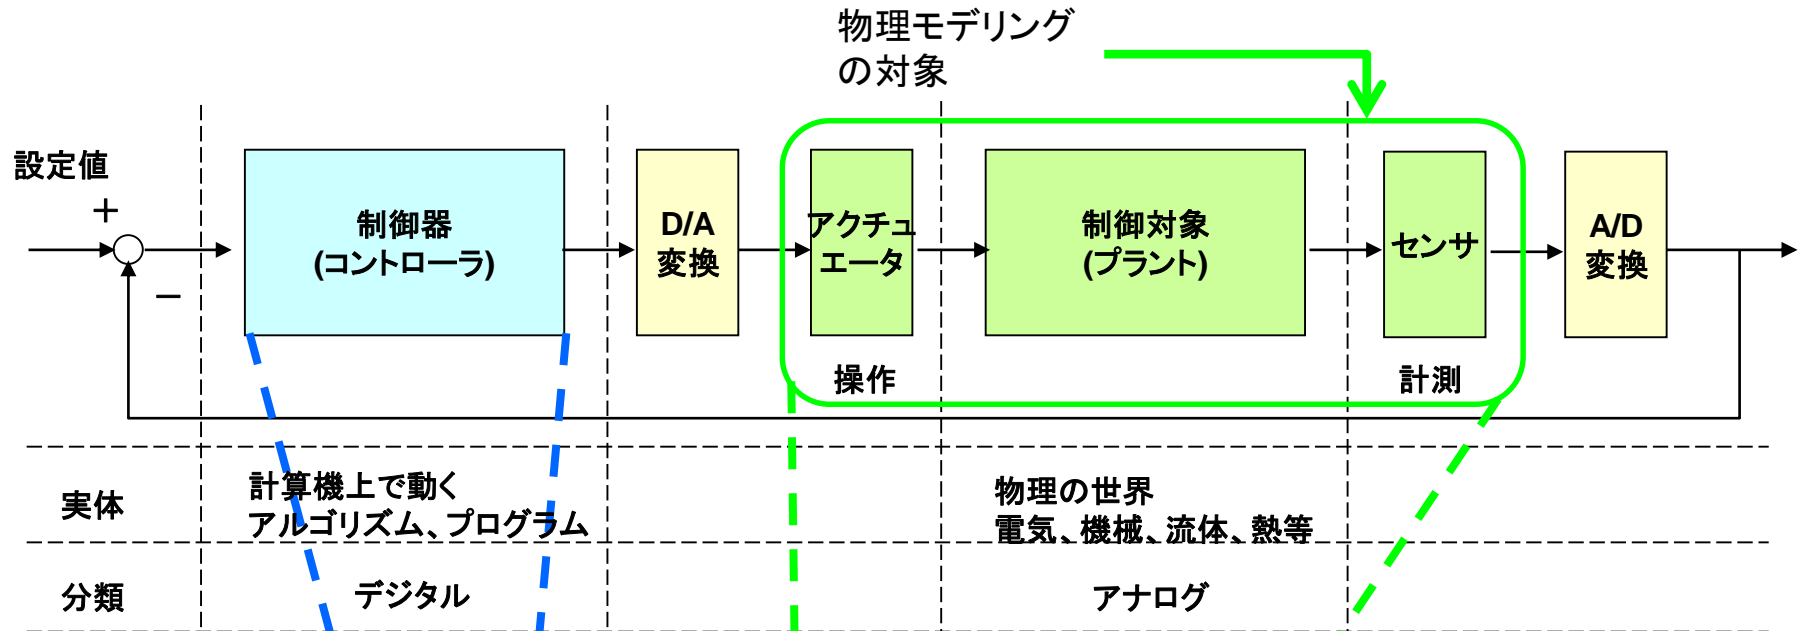 物理モデリング
の対象
設定値
＋
－
制御器
(コントローラ)
D/A
変換
アクチュ
エータ
制御対象
(プラント)
センサ
A/D
変換
操作
計測
実体
計算機上で動く
アルゴリズム、プログラム
物理の世界
電気、機械、流体、熱等
分類
デジタル
アナログ